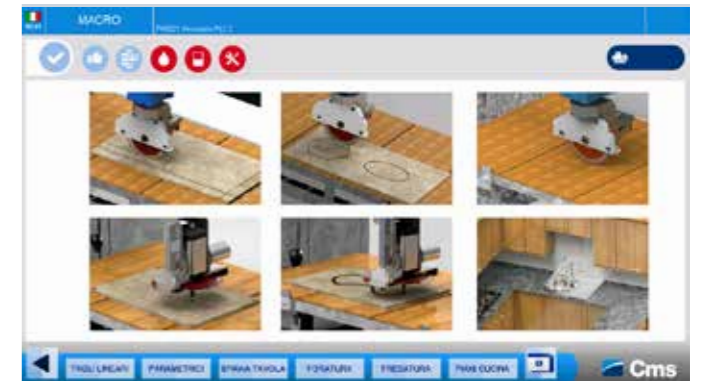 MACRO
TAGLI LINEARI
PARAMETRICI
SPIANA TAVOLA
FORATURA
FRESATURA
PIANI CUCINA
Cms